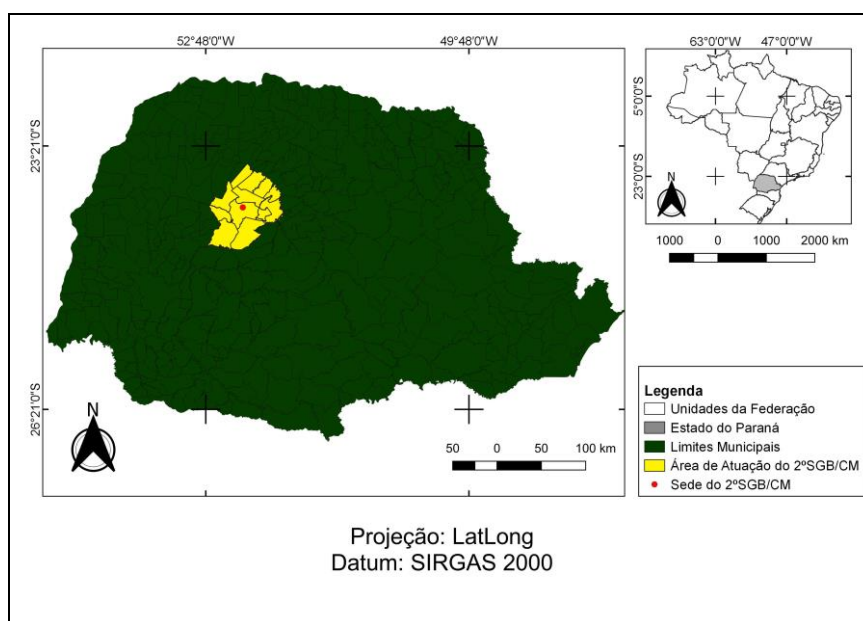 52°48'0"W
49°48'0"W
23°21'0"S
26°21'0"S
N
50 0 50 100 km
63°0'0"W 47°0'0"W
5°0'0"S
23°0'0"S
N
1000 0 1000 2000 km
Legenda
Unidades da Federação
Estado do Paraná
Limites Municipais
Área de Atuação do 2ºSGB/CM
Sede do 2ºSGB/CM
Projeção: LatLong
Datum: SIRGAS 2000